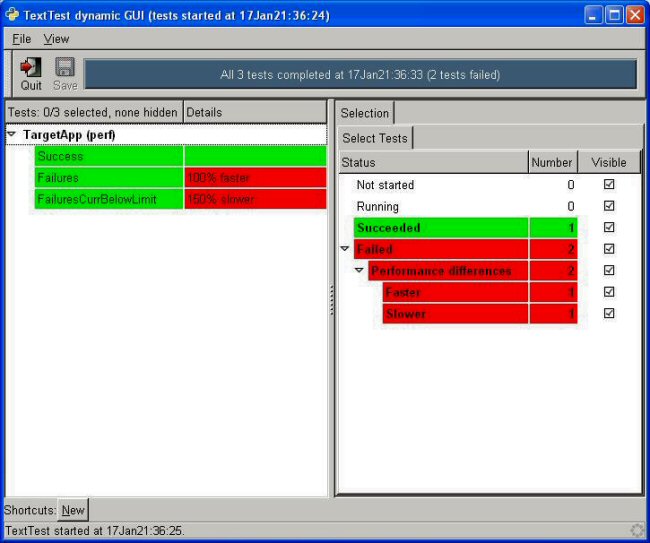 TextTest dynamic GUI (tests started at 17Jan21:36:24)
File View
Quit Save All 3 tests completed at 17Jan21:36:33 (2 tests failed)
Tests: 0/3 selected, none hidden Details
TargetApp (perf)
Success
Failures 100% faster
FailuresCurrBelowLimit 150% slower
Selection
Select Tests
Status Number Visible
Not started 0
Running 0
Succeeded 1
Failed 2
Performance differences 2
Faster 1
Slower 1
Shortcuts: New
TextTest started at 17Jan21:36:25.